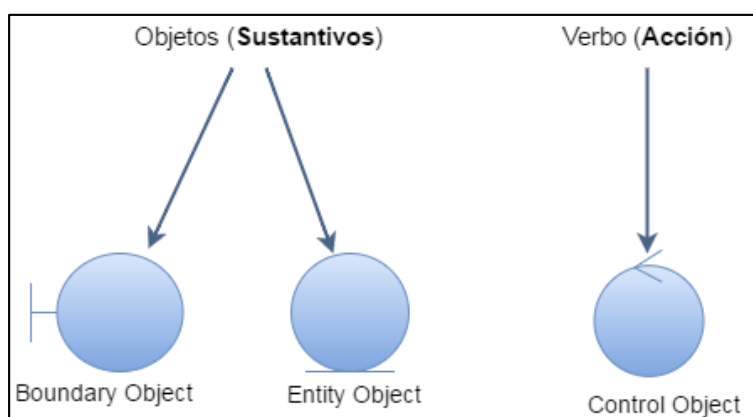 Objetos (Sustantivos)
Verbo (Acción)
Boundary Object
Entity Object
Control Object